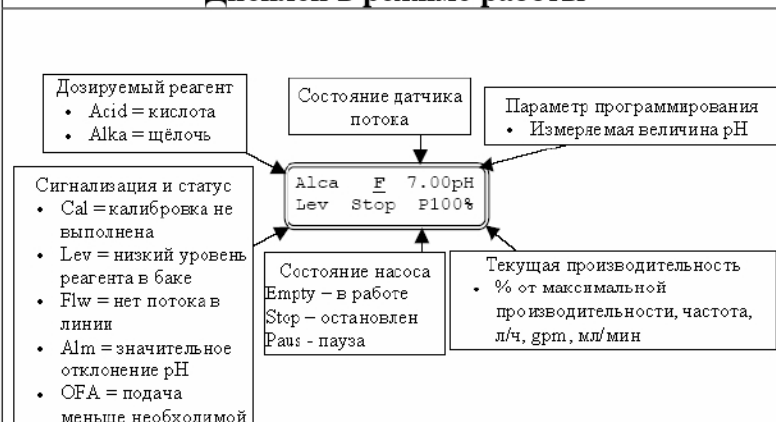 Дозируемый реагент
• Acid = кислота
• Alka = щёлочь
Состояние датчика
потока
Параметр программирования
• Измеряемая величина pH
Alca F 7.00pH
Lev Stop P100%
Сигнализация и статус
• Cal = калибровка не
выполнена
• Lev = низкий уровень
реагента в баке
• Flw = нет потока в
линии
• Alm = значительное
отклонение pH
• OFA = подача
меньше необходимой
Состояние насоса
Empty – в работе
Stop – остановлен
Paus - пауза
Текущая производительность
• % от максимальной
производительности, частота,
л/ч, gpm, мл/мин